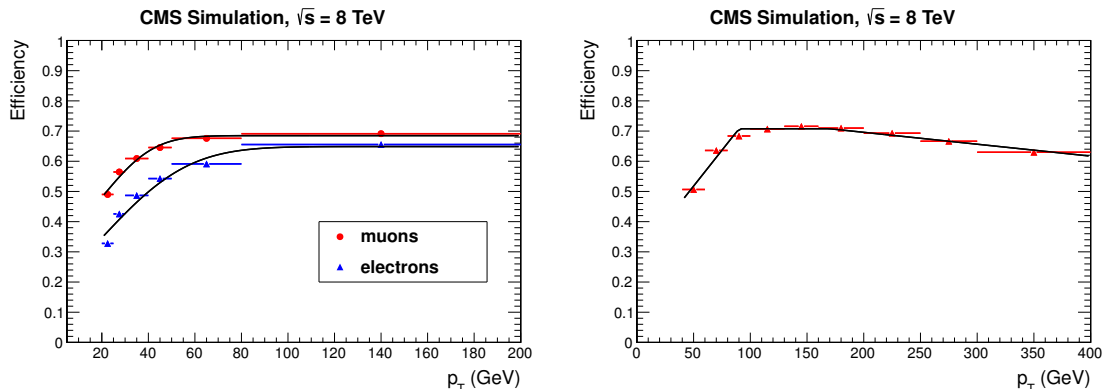 CMS Simulation, √s = 8 TeV
Efficiency
1
0.9
0.8
0.7
0.6
0.5
0.4
0.3
0.2
0.1
0
muons
electrons
20 40 60 80 100 120 140 160 180 200
p_T (GeV)
CMS Simulation, √s = 8 TeV
Efficiency
1
0.9
0.8
0.7
0.6
0.5
0.4
0.3
0.2
0.1
0
0 50 100 150 200 250 300 350 400
p_T (GeV)